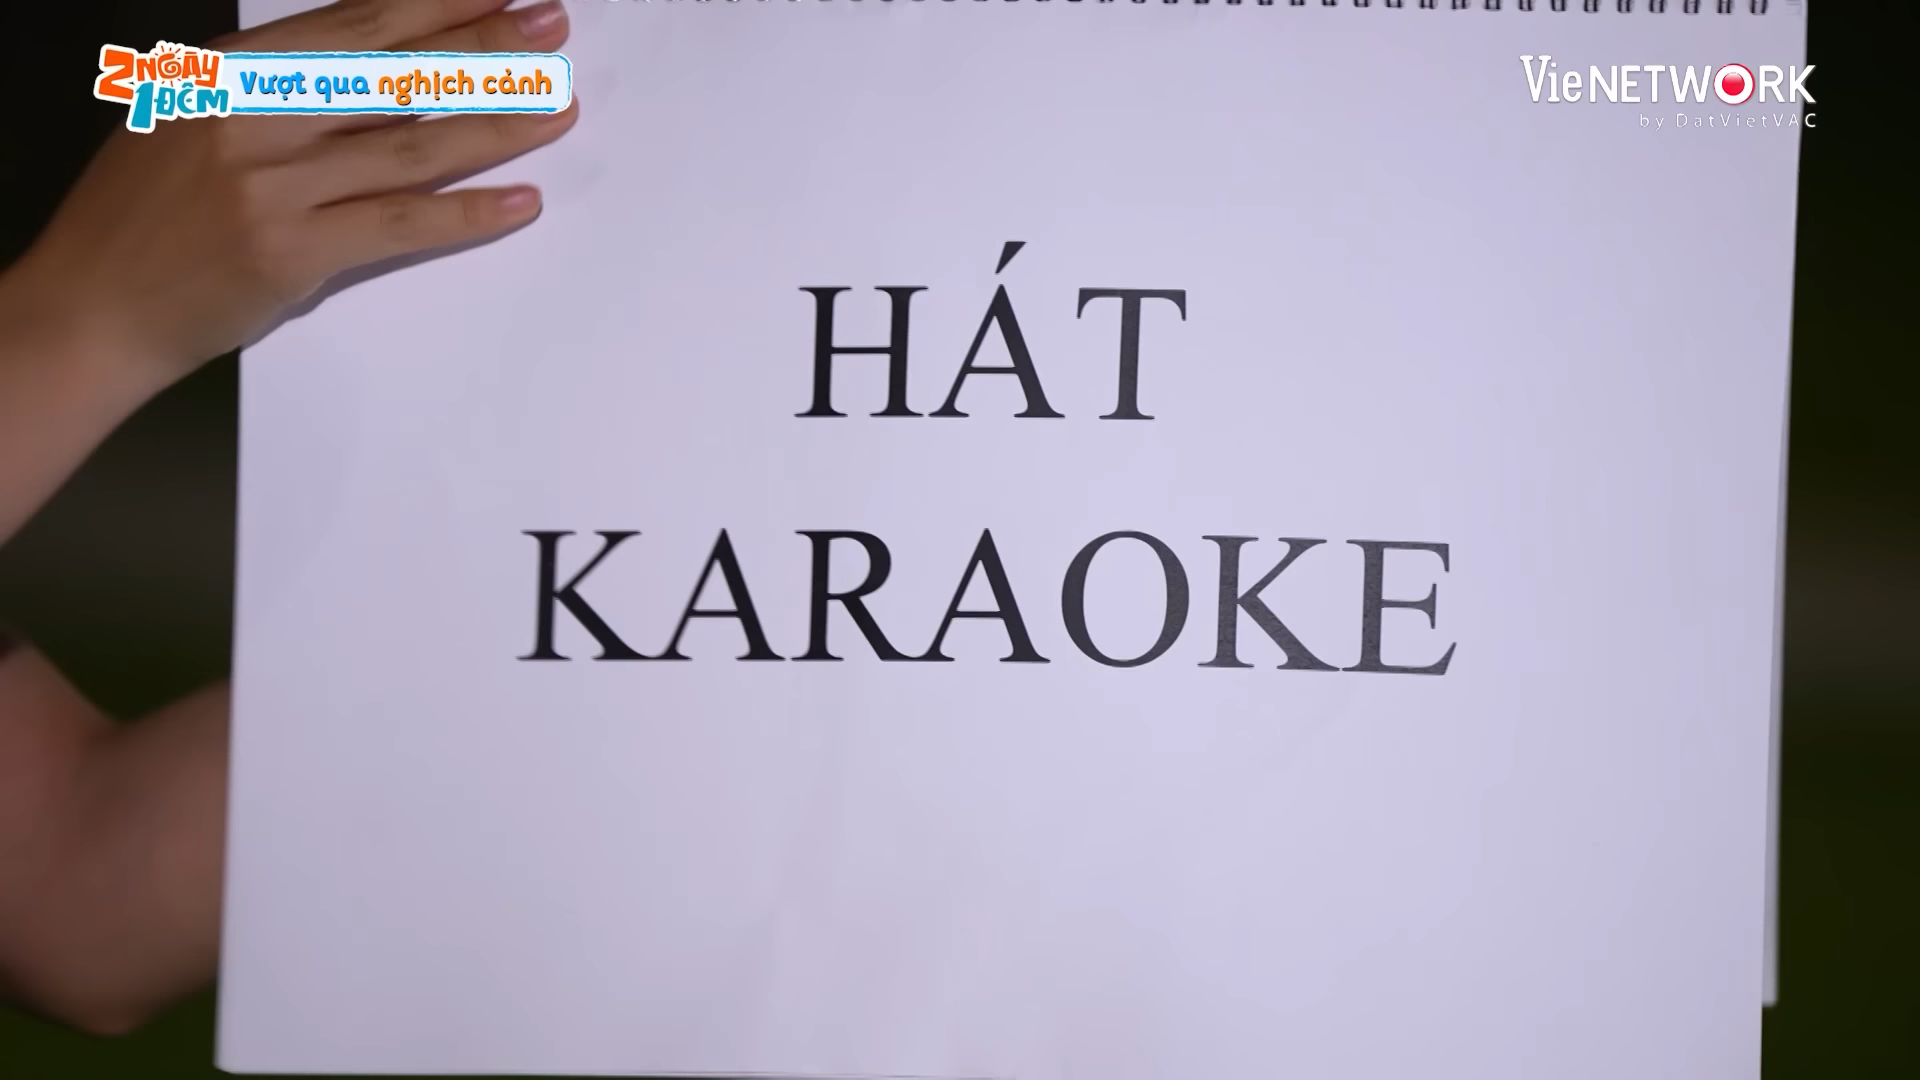 2 NGÀY
1 ĐÊM
Vượt qua nghịch cảnh
VieNETWORK
by DatVietVAC
HÁT
KARAOKE